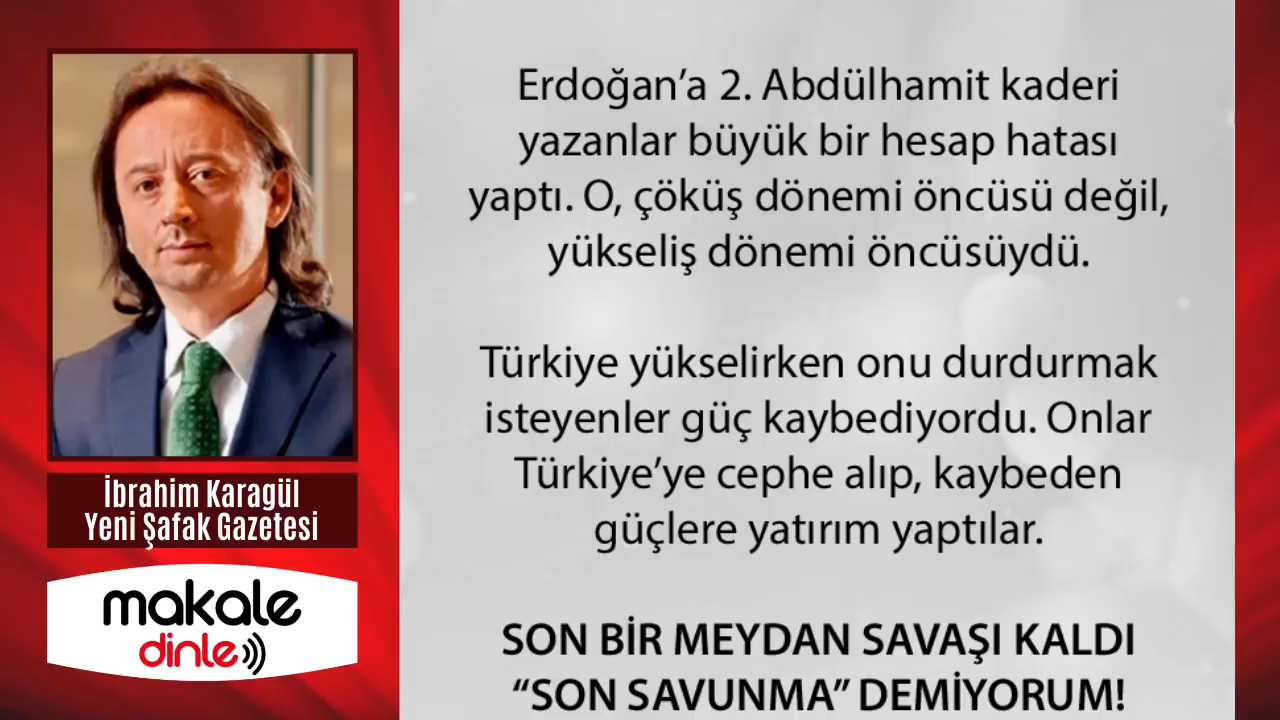 Erdoğan’a 2. Abdülhamit kaderi
yazanlar büyük bir hesap hatası
yaptı. O, çöküş dönemi öncüsü değil,
yükseliş dönemi öncüsüydü.
Türkiye yükselirken onu durdurmak
isteyenler güç kaybediyordu. Onlar
Türkiye’ye cephe alıp, kaybeden
güçlere yatırım yaptılar.
SON BİR MEYDAN SAVAŞI KALDI
“SON SAVUNMA” DEMİYORUM!
İbrahim Karagül
Yeni Şafak Gazetesi
makale
dinle